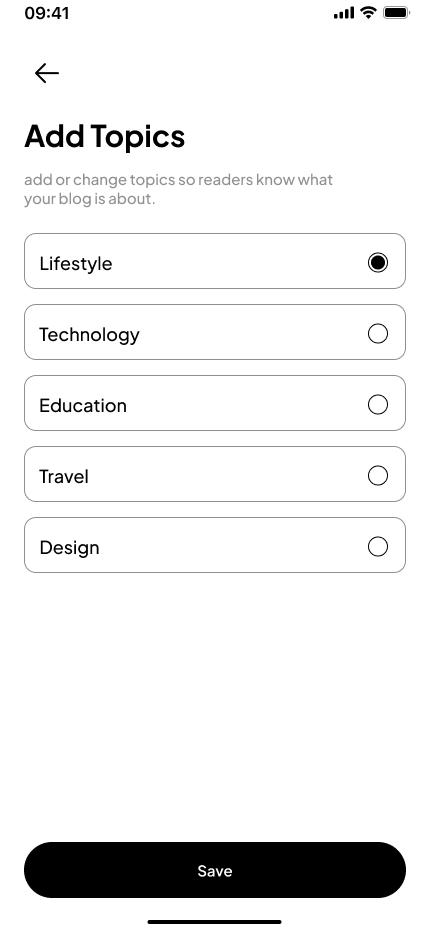 09:41
Add Topics
add or change topics so readers know what
your blog is about.
Lifestyle
Technology
Education
Travel
Design
Save